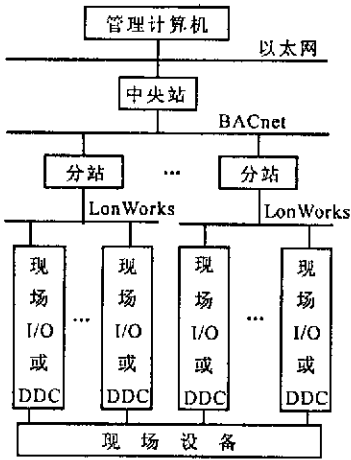 管理计算机
以太网
中央站
BACnet
分站
...
分站
LonWorks
LonWorks
现场I/O或DDC
...
现场I/O或DDC
现场I/O或DDC
...
现场I/O或DDC
现场设备